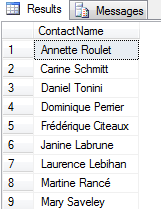 Results Messages
ContactName
1 Annette Roulet
2 Carine Schmitt
3 Daniel Tonini
4 Dominique Perrier
5 Frédérique Citeaux
6 Janine Labrune
7 Laurence Lebihan
8 Martine Rancé
9 Mary Saveley